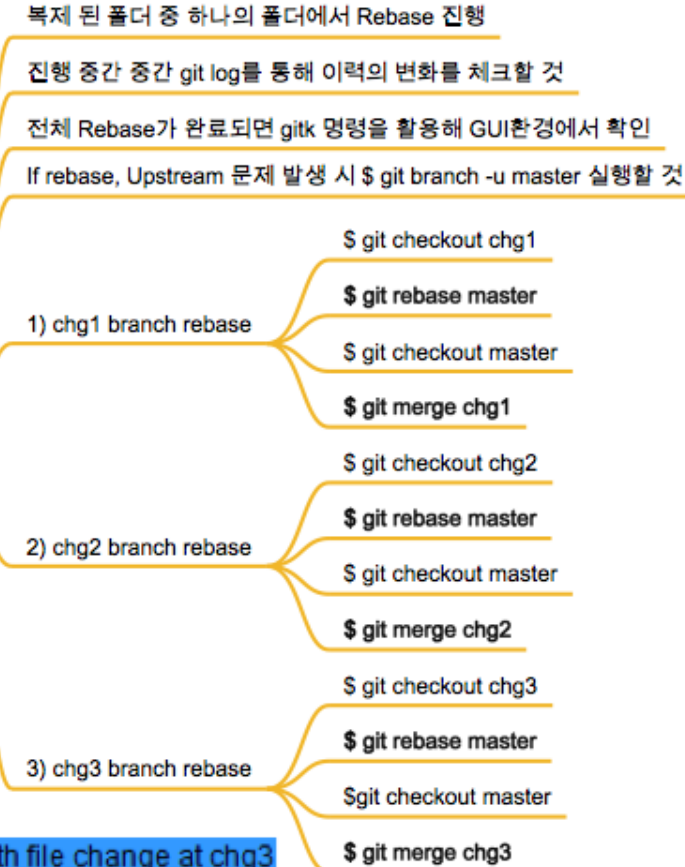 복제 된 폴더 중 하나의 폴더에서 Rebase 진행
진행 중간 중간 git log를 통해 이력의 변화를 체크할 것
전체 Rebase가 완료되면 gitk 명령을 활용해 GUI환경에서 확인
If rebase, Upstream 문제 발생 시 $ git branch -u master 실행할 것
1) chg1 branch rebase
$ git checkout chg1
$ git rebase master
$ git checkout master
$ git merge chg1
2) chg2 branch rebase
$ git checkout chg2
$ git rebase master
$ git checkout master
$ git merge chg2
3) chg3 branch rebase
$ git checkout chg3
$ git rebase master
$git checkout master
$ git merge chg3
file change at chg3